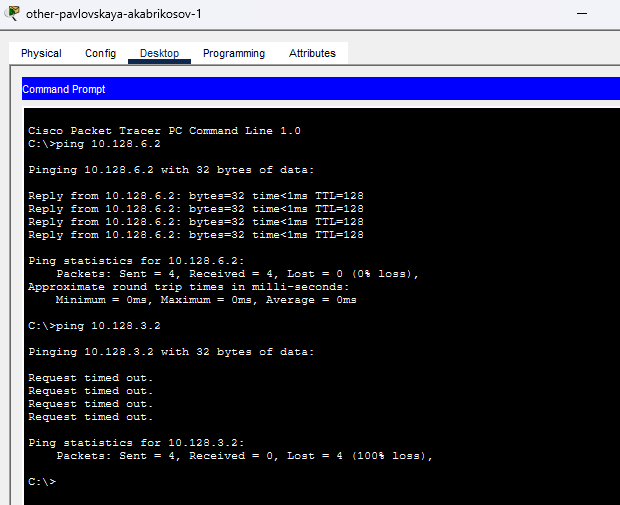 other-pavlovskaya-akabrikosov-1
Physical Config Desktop Programming Attributes
Command Prompt
Cisco Packet Tracer PC Command Line 1.0
C:\>ping 10.128.6.2
Pinging 10.128.6.2 with 32 bytes of data:
Reply from 10.128.6.2: bytes=32 time<1ms TTL=128
Reply from 10.128.6.2: bytes=32 time<1ms TTL=128
Reply from 10.128.6.2: bytes=32 time<1ms TTL=128
Reply from 10.128.6.2: bytes=32 time<1ms TTL=128
Ping statistics for 10.128.6.2:
Packets: Sent = 4, Received = 4, Lost = 0 (0% loss),
Approximate round trip times in milli-seconds:
Minimum = 0ms, Maximum = 0ms, Average = 0ms
C:\>ping 10.128.3.2
Pinging 10.128.3.2 with 32 bytes of data:
Request timed out.
Request timed out.
Request timed out.
Request timed out.
Ping statistics for 10.128.3.2:
Packets: Sent = 4, Received = 0, Lost = 4 (100% loss),
C:\>